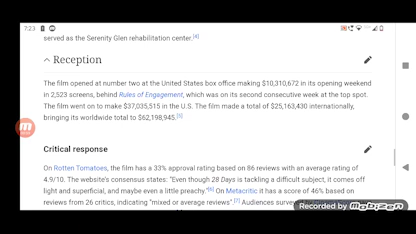 7:23
served as the Serenity Glen rehabilitation center.[4]
Reception
The film opened at number two at the United States box office making $10,310,672 in its opening weekend
in 2,523 screens, behind Rules of Engagement, which was on its second consecutive week at the top spot.
The film went on to make $37,035,515 in the U.S. The film made a total of $25,163,430 internationally,
bringing its worldwide total to $62,198,945.[5]
Critical response
On Rotten Tomatoes, the film has a 33% approval rating based on 86 reviews with an average rating of
4.9/10. The website's consensus states: "Even though 28 Days is tackling a difficult subject, it comes off
light and superficial, and maybe even a little preachy."[6] On Metacritic it has a score of 46% based on
reviews from 26 critics, indicating "mixed or average reviews".[7] Audiences surveyed
Recorded by Mobizen